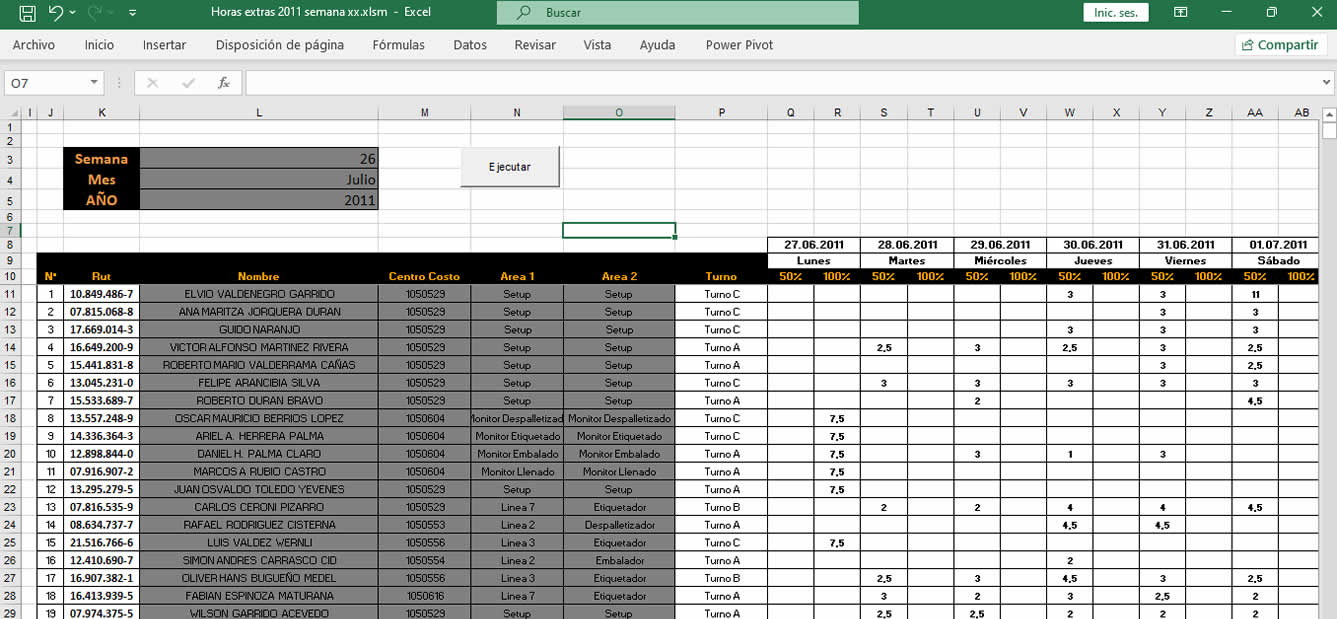 Horas extras 2011 semana xx.xlsm - Excel Buscar Inic. ses.
Archivo Inicio Insertar Disposición de página Fórmulas Datos Revisar Vista Ayuda Power Pivot Compartir
O7 fx
I J K L M N O P Q R S T U V W X Y Z AA AB
1
2
3 Semana 26 Ejecutar
4 Mes Julio
5 AÑO 2011
6
7
8 27.06.2011 28.06.2011 29.06.2011 30.06.2011 31.06.2011 01.07.2011
9 Lunes Martes Miércoles Jueves Viernes Sábado
10 N° Rut Nombre Centro Costo Area 1 Area 2 Turno 50% 100% 50% 100% 50% 100% 50% 100% 50% 100% 50% 100%
11 1 10.849.486-7 ELVIO VALDENEGRO GARRIDO 1050529 Setup Setup Turno C 3 3 11
12 2 07.815.068-8 ANA MARITZA JORQUERA DURAN 1050529 Setup Setup Turno C 3 3
13 3 17.669.014-3 GUIDO NARANJO 1050529 Setup Setup Turno C 3 3 3
14 4 16.649.200-9 VICTOR ALFONSO MARTINEZ RIVERA 1050529 Setup Setup Turno A 2,5 3 2,5 3 2,5
15 5 15.441.831-8 ROBERTO MARIO VALDERRAMA CAÑAS 1050529 Setup Setup Turno A 3 2,5
16 6 13.045.231-0 FELIPE ARANCIBIA SILVA 1050529 Setup Setup Turno C 3 3 3 3 3
17 7 15.533.689-7 ROBERTO DURAN BRAVO 1050529 Setup Setup Turno A 2 4,5
18 8 13.557.248-9 OSCAR MAURICIO BERRIOS LOPEZ 1050604 Monitor Despalletizad Monitor Despalletizado Turno C 7,5
19 9 14.336.364-3 ARIEL A. HERRERA PALMA 1050604 Monitor Etiquetado Monitor Etiquetado Turno C 7,5
20 10 12.898.844-0 DANIEL H. PALMA CLARO 1050604 Monitor Embalado Monitor Embalado Turno A 7,5 3 1 3
21 11 07.916.907-2 MARCOS A RUBIO CASTRO 1050604 Monitor Llenado Monitor Llenado Turno A 7,5
22 12 13.295.279-5 JUAN OSVALDO TOLEDO YEVENES 1050529 Setup Setup Turno A 7,5
23 13 07.816.535-9 CARLOS CERONI PIZARRO 1050529 Linea 7 Etiquetador Turno B 2 2 4 4 4,5
24 14 08.634.737-7 RAFAEL RODRIGUEZ CISTERNA 1050553 Linea 2 Despalletizador Turno A 4,5 4,5
25 15 21.516.766-6 LUIS VALDEZ WERNLI 1050556 Linea 3 Etiquetador Turno C 7,5
26 16 12.410.690-7 SIMON ANDRES CARRASCO CID 1050554 Linea 2 Embalador Turno A 2
27 17 16.907.382-1 OLIVER HANS BUGUEÑO MEDEL 1050556 Linea 3 Etiquetador Turno B 2,5 3 4,5 3 2,5
28 18 16.413.939-5 FABIAN ESPINOZA MATURANA 1050616 Linea 7 Etiquetador Turno A 3 2 3 2,5 2
29 19 07.974.375-5 WILSON GARRIDO ACEVEDO 1050529 Setup Setup Turno A 2,5 2,5 2 2 2